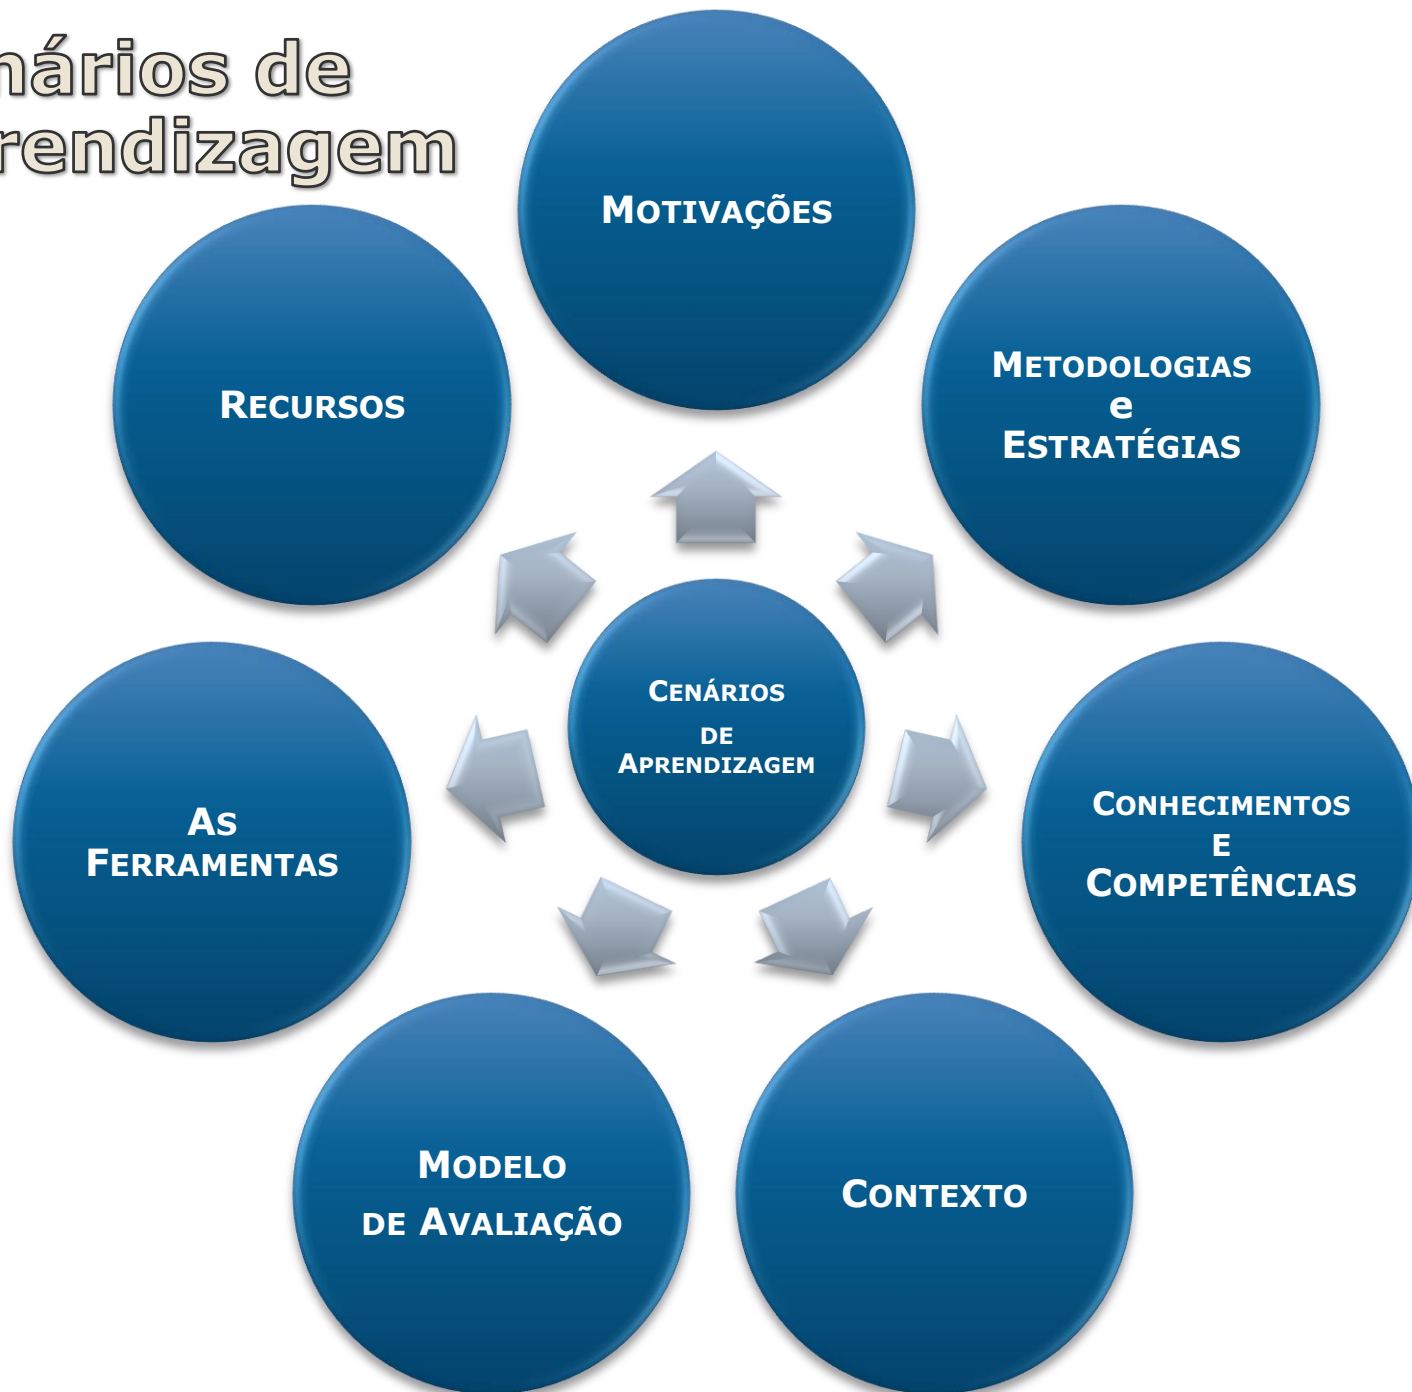 nários de
rendizagem
MOTIVAÇÕES
METODOLOGIAS
e
ESTRATÉGIAS
RECURSOS
CENÁRIOS
DE
APRENDIZAGEM
CONHECIMENTOS
E
COMPETÊNCIAS
AS
FERRAMENTAS
MODELO
DE AVALIAÇÃO
CONTEXTO